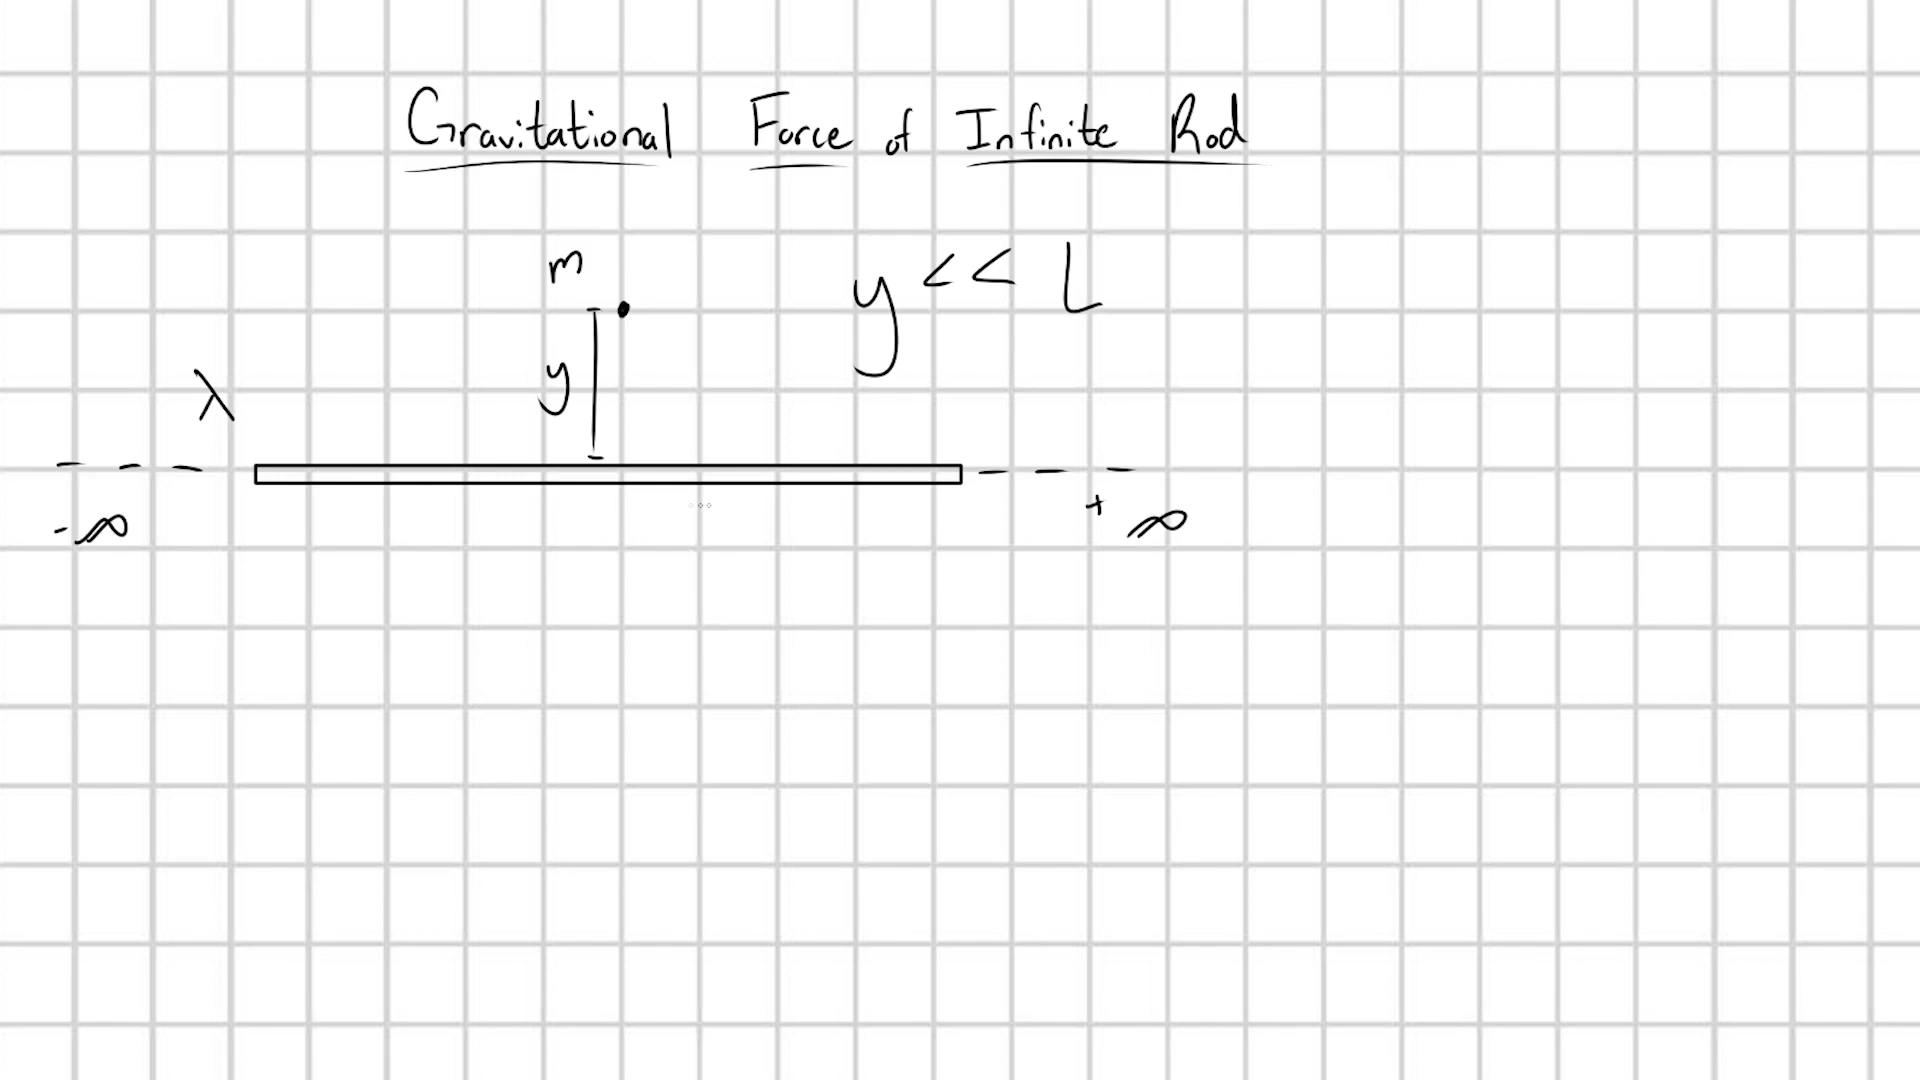 Gravitational Force of Infinite Rod
m
y << L
y
λ
-∞
+ ∞